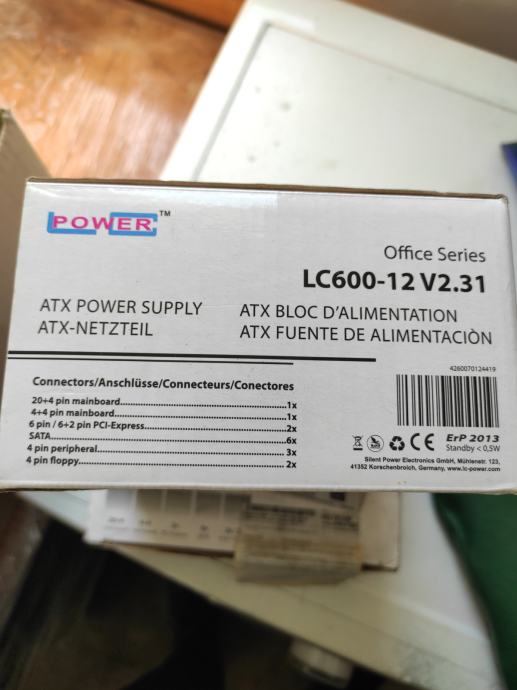 LC POWER™
Office Series
LC600-12 V2.31
ATX POWER SUPPLY
ATX-NETZTEIL
ATX BLOC D'ALIMENTATION
ATX FUENTE DE ALIMENTACIÒN
Connectors/Anschlüsse/Connecteurs/Conectores
20+4 pin mainboard 1x
4+4 pin mainboard 1x
6 pin / 6+2 pin PCI-Express 2x
SATA 6x
4 pin peripheral 3x
4 pin floppy 2x
4260070124419
CE
ErP 2013
Standby < 0,5W
Silent Power Electronics GmbH, Mühlenstr. 123,
41352 Korschenbroich, Germany, www.lc-power.com